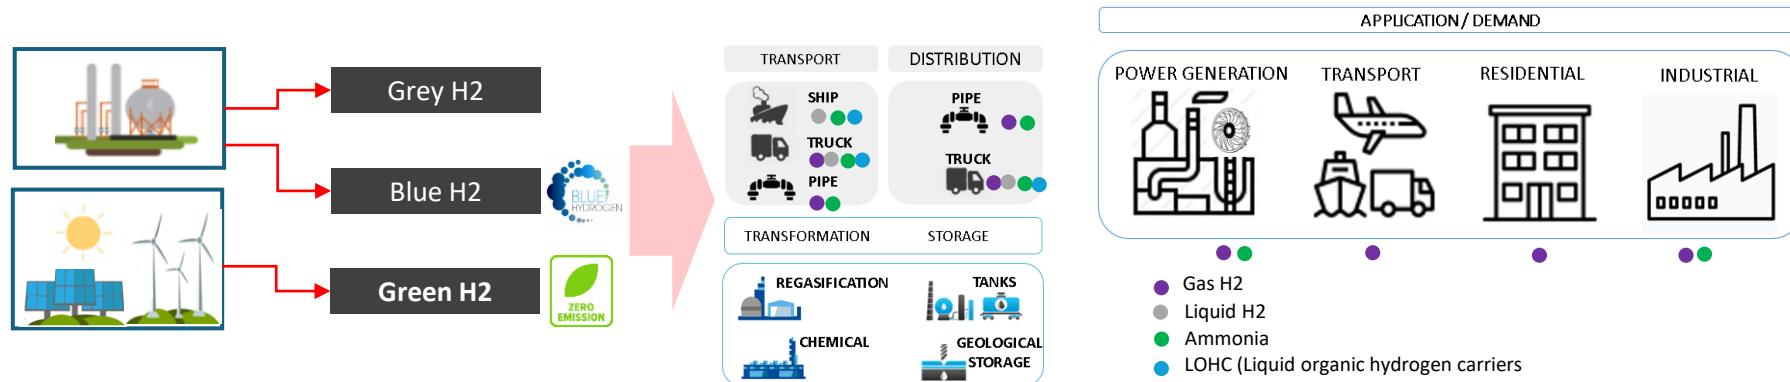 Grey H2
Blue H2
BLUE
HYDROGEN
Green H2
ZERO
EMISSION
TRANSPORT
DISTRIBUTION
SHIP
TRUCK
PIPE
PIPE
TRUCK
TRANSFORMATION
STORAGE
REGASIFICATION
TANKS
CHEMICAL
GEOLOGICAL
STORAGE
APPLICATION / DEMAND
POWER GENERATION
TRANSPORT
RESIDENTIAL
INDUSTRIAL
Gas H2
Liquid H2
Ammonia
LOHC (Liquid organic hydrogen carriers